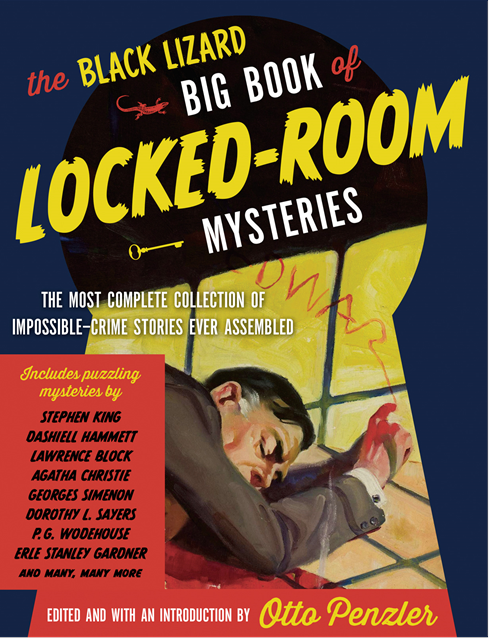 the BLACK LIZARD
BIG BOOK of
LOCKED-ROOM
MYSTERIES
THE MOST COMPLETE COLLECTION OF
IMPOSSIBLE-CRIME STORIES EVER ASSEMBLED
Includes puzzling
mysteries by
STEPHEN KING
DASHIELL HAMMETT
LAWRENCE BLOCK
AGATHA CHRISTIE
GEORGES SIMENON
DOROTHY L. SAYERS
P.G. WODEHOUSE
ERLE STANLEY GARDNER
AND MANY, MANY MORE
EDITED AND WITH AN INTRODUCTION BY Otto Penzler